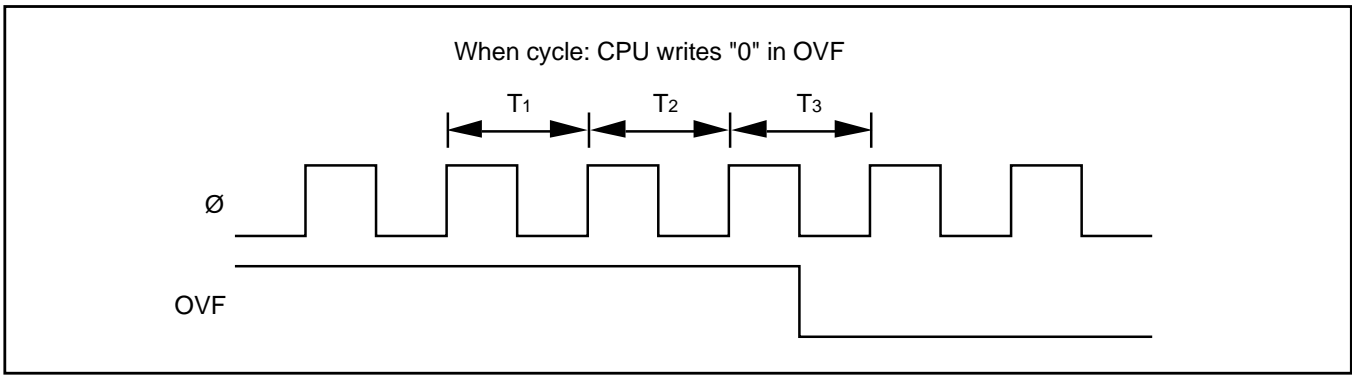 When cycle: CPU writes "0" in OVF
T1 T2 T3
Ø
OVF